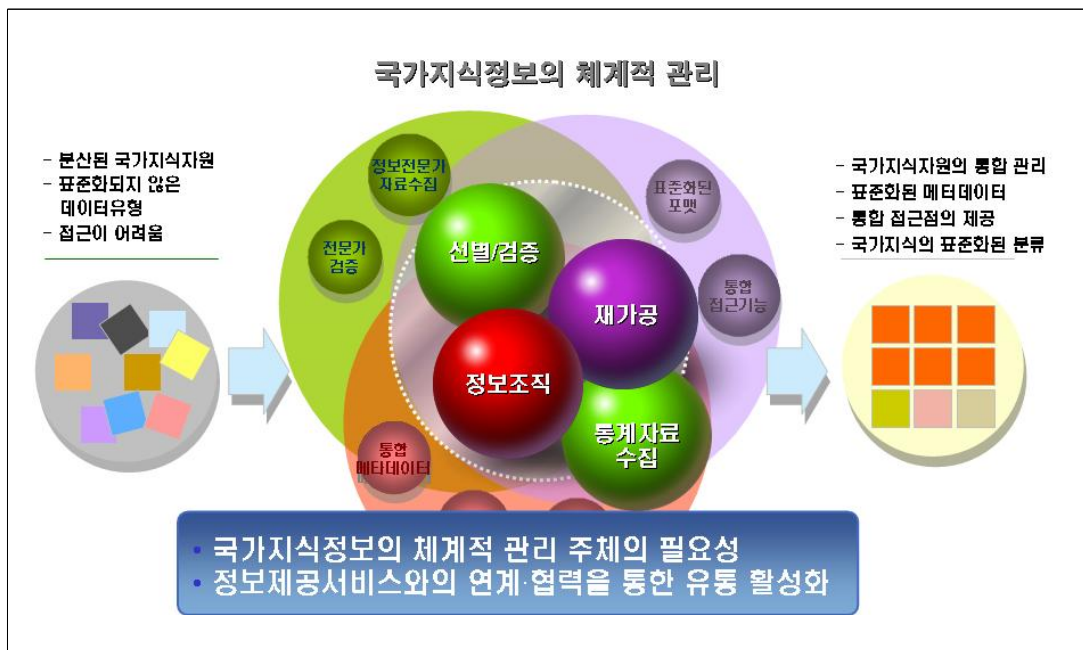 국가지식정보의 체계적 관리
- 분산된 국가지식자원
- 표준화되지 않은
데이터유형
- 접근이 어려움
정보전문가
자료수집
전문가
검증
선별/검증
표준화된
포맷
통합
접근기능
재가공
정보조직
통계자료
수집
통합
메타데이터
- 국가지식자원의 통합 관리
- 표준화된 메터데이터
- 통합 접근점의 제공
- 국가지식의 표준화된 분류
• 국가지식정보의 체계적 관리 주체의 필요성
• 정보제공서비스와의 연계·협력을 통한 유통 활성화